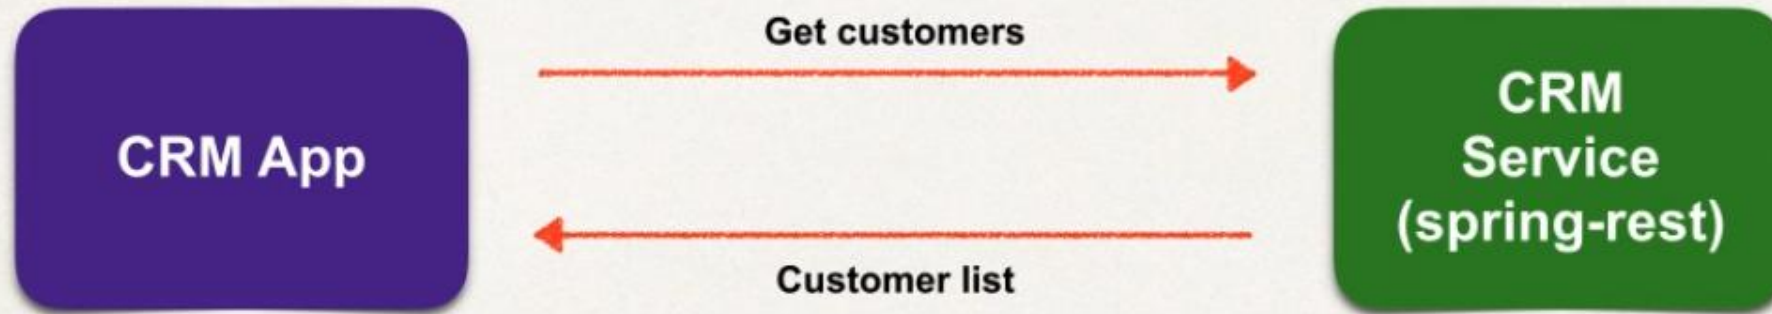 CRM App
Get customers
Customer list
CRM
Service
(spring-rest)